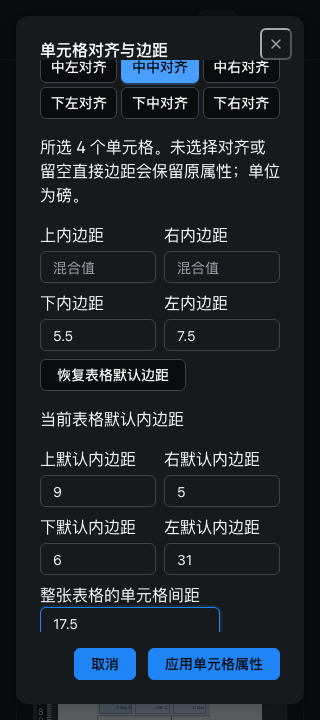 单元格对齐与边距
中左对齐 中中对齐 中右对齐
下左对齐 下中对齐 下右对齐
所选 4 个单元格。未选择对齐或
留空直接边距会保留原属性；单位
为磅。
上内边距 右内边距
混合值 混合值
下内边距 左内边距
5.5 7.5
恢复表格默认边距
当前表格默认内边距
上默认内边距 右默认内边距
9 5
下默认内边距 左默认内边距
6 31
整张表格的单元格间距
17.5
取消 应用单元格属性